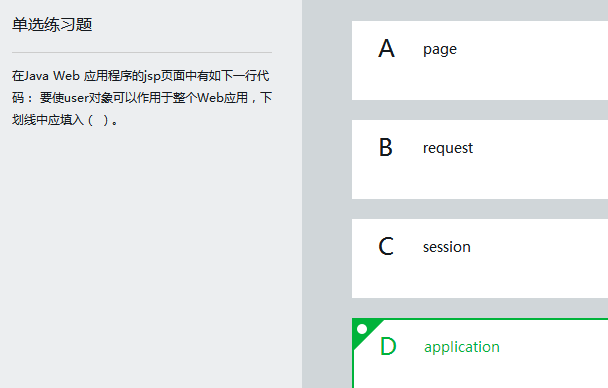 单选练习题
在Java Web 应用程序的jsp页面中有如下一行代
码： 要使user对象可以作用于整个Web应用，下
划线中应填入（  ）。
A page
B request
C session
D application